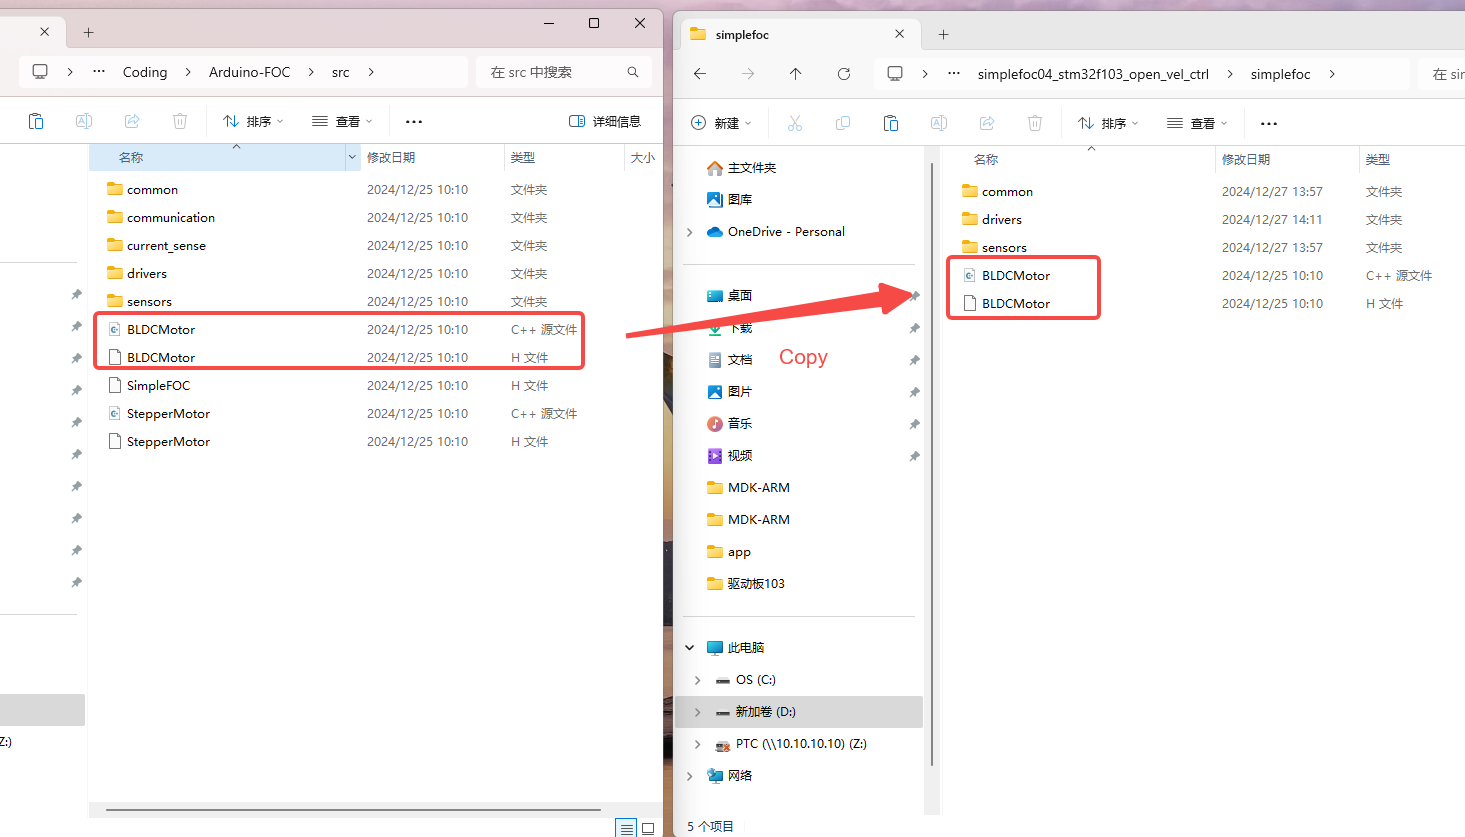 Coding
Arduino-FOC
src
在 src 中搜索
排序
查看
详细信息
名称
修改日期
类型
大小
common 2024/12/25 10:10 文件夹
communication 2024/12/25 10:10 文件夹
current_sense 2024/12/25 10:10 文件夹
drivers 2024/12/25 10:10 文件夹
sensors 2024/12/25 10:10 文件夹
BLDCMotor 2024/12/25 10:10 C++ 源文件
BLDCMotor 2024/12/25 10:10 H 文件
SimpleFOC 2024/12/25 10:10 H 文件
StepperMotor 2024/12/25 10:10 C++ 源文件
StepperMotor 2024/12/25 10:10 H 文件
Z:)
simplefoc
simplefoc04_stm32f103_open_vel_ctrl
simplefoc
在 sim
新建
排序
查看
主文件夹
图库
OneDrive - Personal
桌面
下载
文档
图片
音乐
视频
MDK-ARM
MDK-ARM
app
驱动板103
此电脑
OS (C:)
新加卷 (D:)
PTC (\\10.10.10.10) (Z:)
网络
5 个项目
Copy
名称
修改日期
类型
common 2024/12/27 13:57 文件夹
drivers 2024/12/27 14:11 文件夹
sensors 2024/12/27 13:57 文件夹
BLDCMotor 2024/12/25 10:10 C++ 源文件
BLDCMotor 2024/12/25 10:10 H 文件